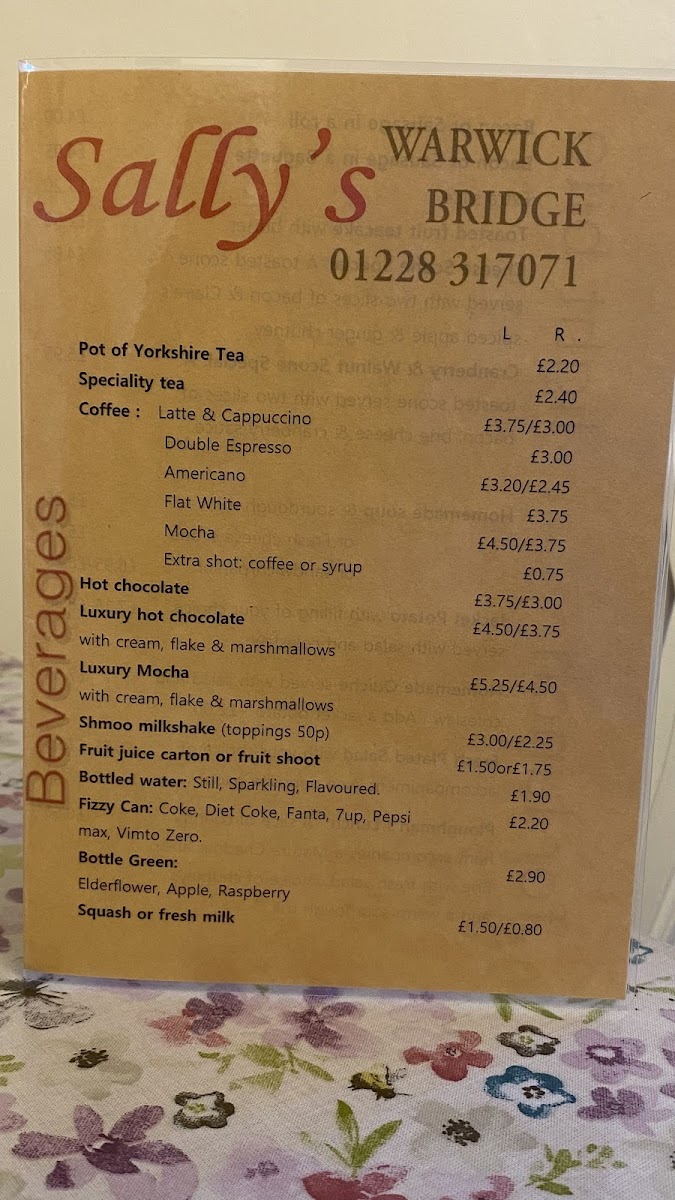 Sally's
WARWICK
BRIDGE
01228 317071
L R .
Pot of Yorkshire Tea £2.20
Speciality tea £2.40
Coffee : Latte & Cappuccino £3.75/£3.00
Double Espresso £3.00
Americano £3.20/£2.45
Flat White £3.75
Mocha £4.50/£3.75
Extra shot: coffee or syrup £0.75
Hot chocolate £3.75/£3.00
Luxury hot chocolate £4.50/£3.75
with cream, flake & marshmallows
Luxury Mocha £5.25/£4.50
with cream, flake & marshmallows
Shmoo milkshake (toppings 50p) £3.00/£2.25
Fruit juice carton or fruit shoot £1.50or£1.75
Bottled water: Still, Sparkling, Flavoured. £1.90
Fizzy Can: Coke, Diet Coke, Fanta, 7up, Pepsi £2.20
max, Vimto Zero.
Bottle Green: £2.90
Elderflower, Apple, Raspberry
Squash or fresh milk £1.50/£0.80
Beverages